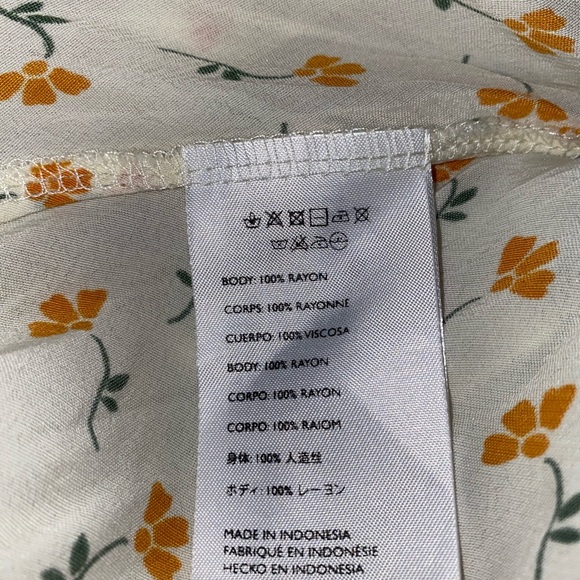 BODY: 100% RAYON
CORPS: 100% RAYONNE
CUERPO: 100% VISCOSA
BODY: 100% RAYON
CORPO: 100% RAYON
CORPO: 100% RAIOM
身体: 100% 人造丝
ボディ: 100% レーヨン
MADE IN INDONESIA
FABRIQUÉ EN INDONÉSIE
HECKO EN INDONESIA